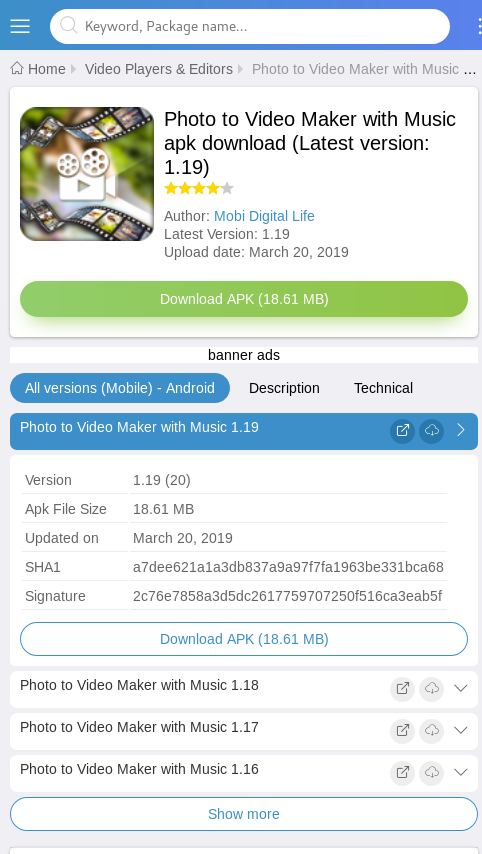 Keyword, Package name...
Home Video Players & Editors Photo to Video Maker with Music ...
Photo to Video Maker with Music
apk download (Latest version:
1.19)
Author: Mobi Digital Life
Latest Version: 1.19
Upload date: March 20, 2019
Download APK (18.61 MB)
banner ads
All versions (Mobile) - Android Description Technical
Photo to Video Maker with Music 1.19
Version 1.19 (20)
Apk File Size 18.61 MB
Updated on March 20, 2019
SHA1 a7dee621a1a3db837a9a97f7fa1963be331bca68
Signature 2c76e7858a3d5dc2617759707250f516ca3eab5f
Download APK (18.61 MB)
Photo to Video Maker with Music 1.18
Photo to Video Maker with Music 1.17
Photo to Video Maker with Music 1.16
Show more